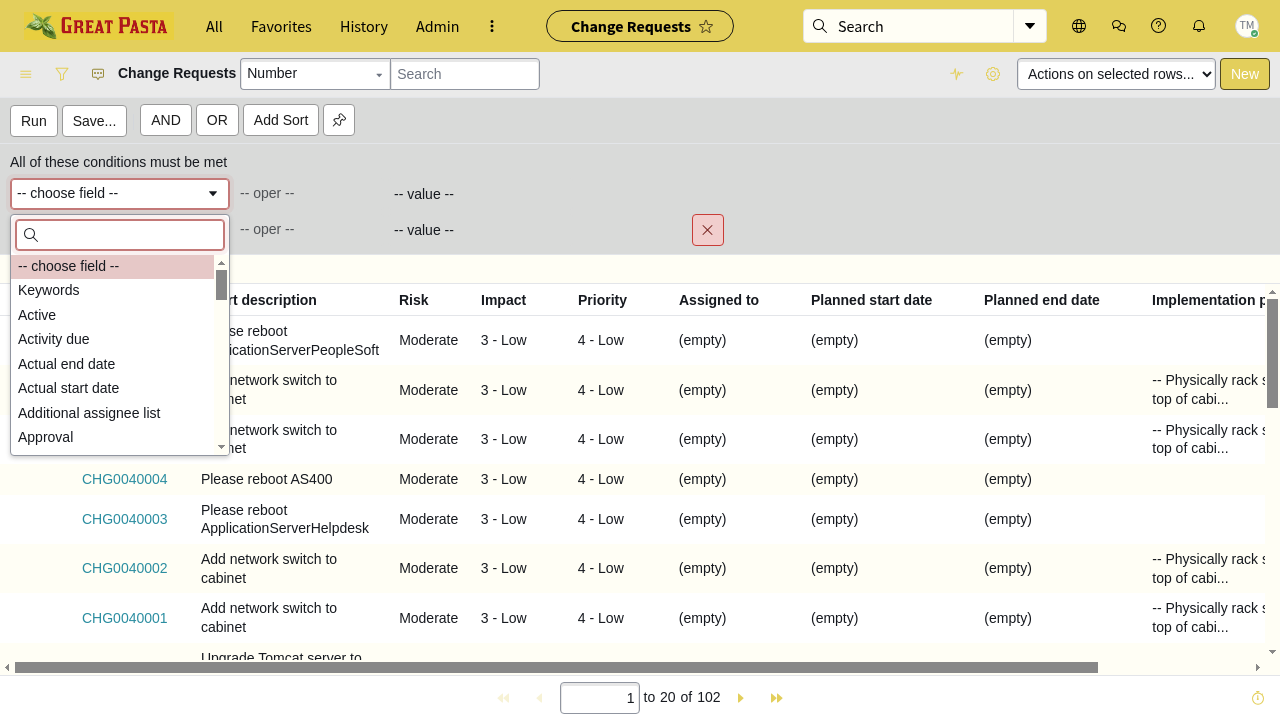 GREAT PASTA All Favorites History Admin Change Requests Search TM
Change Requests Number Search Actions on selected rows... New
Run Save... AND OR Add Sort
All of these conditions must be met
-- choose field -- -- oper -- -- value --
-- oper -- -- value --
-- choose field --
Keywords
Active
Activity due
Actual end date
Actual start date
Additional assignee list
Approval
description Risk Impact Priority Assigned to Planned start date Planned end date Implementation
reboot
Moderate 3 - Low 4 - Low (empty) (empty) (empty)
network switch to
Moderate 3 - Low 4 - Low (empty) (empty) (empty) -- Physically rack
top of cabi...
network switch to
Moderate 3 - Low 4 - Low (empty) (empty) (empty) -- Physically rack
top of cabi...
CHG0040004 Please reboot AS400 Moderate 3 - Low 4 - Low (empty) (empty) (empty)
CHG0040003 Please reboot
ApplicationServerHelpdesk Moderate 3 - Low 4 - Low (empty) (empty) (empty)
CHG0040002 Add network switch to
cabinet Moderate 3 - Low 4 - Low (empty) (empty) (empty) -- Physically rack
top of cabi...
CHG0040001 Add network switch to
cabinet Moderate 3 - Low 4 - Low (empty) (empty) (empty) -- Physically rack
top of cabi...
Upgrade Tomcat server to
1 to 20 of 102